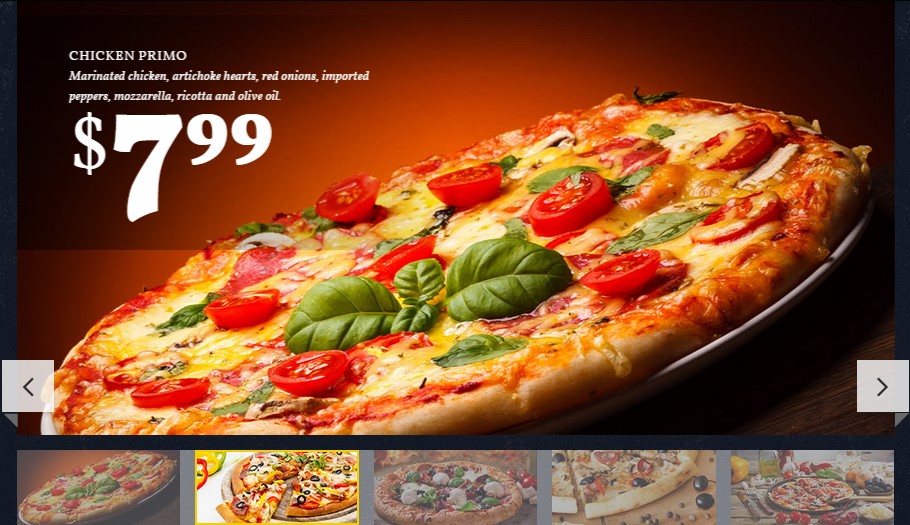 CHICKEN PRIMO
Marinated chicken, artichoke hearts, red onions, imported
peppers, mozzarella, ricotta and olive oil.
$799